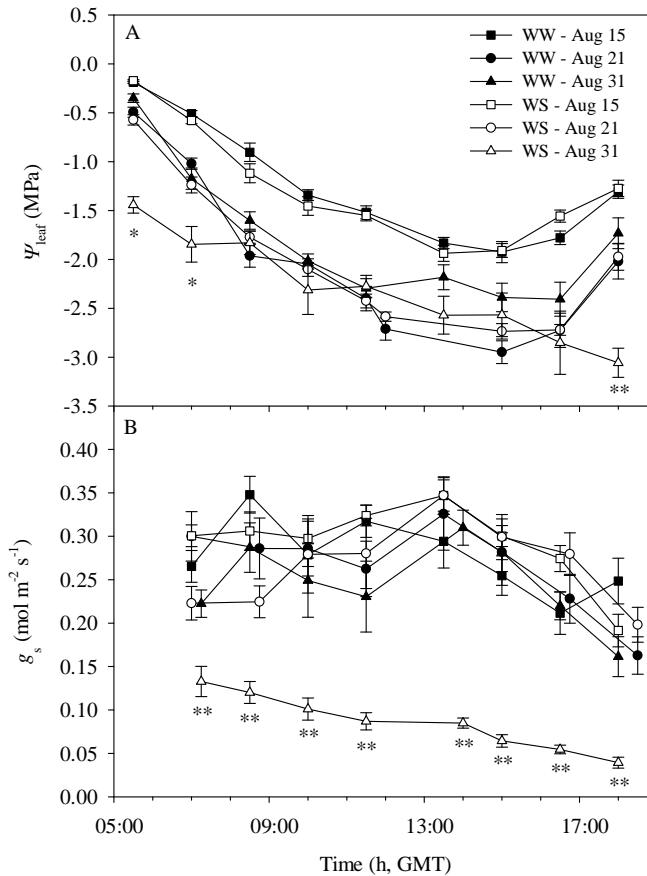 A
WW - Aug 15
WW - Aug 21
WW - Aug 31
WS - Aug 15
WS - Aug 21
WS - Aug 31
0.0
-0.5
-1.0
-1.5
-2.0
-2.5
-3.0
-3.5
Ψleaf (MPa)
*
*
**
B
0.40
0.35
0.30
0.25
0.20
0.15
0.10
0.05
0.00
gs (mol m-2 s-1)
** ** ** ** ** ** ** **
05:00 09:00 13:00 17:00
Time (h, GMT)